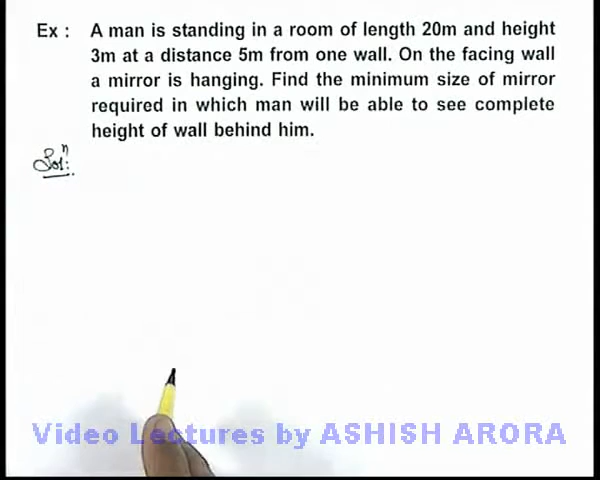 Ex : A man is standing in a room of length 20m and height
3m at a distance 5m from one wall. On the facing wall
a mirror is hanging. Find the minimum size of mirror
required in which man will be able to see complete
height of wall behind him.
Solⁿ:
Video Lectures by ASHISH ARORA